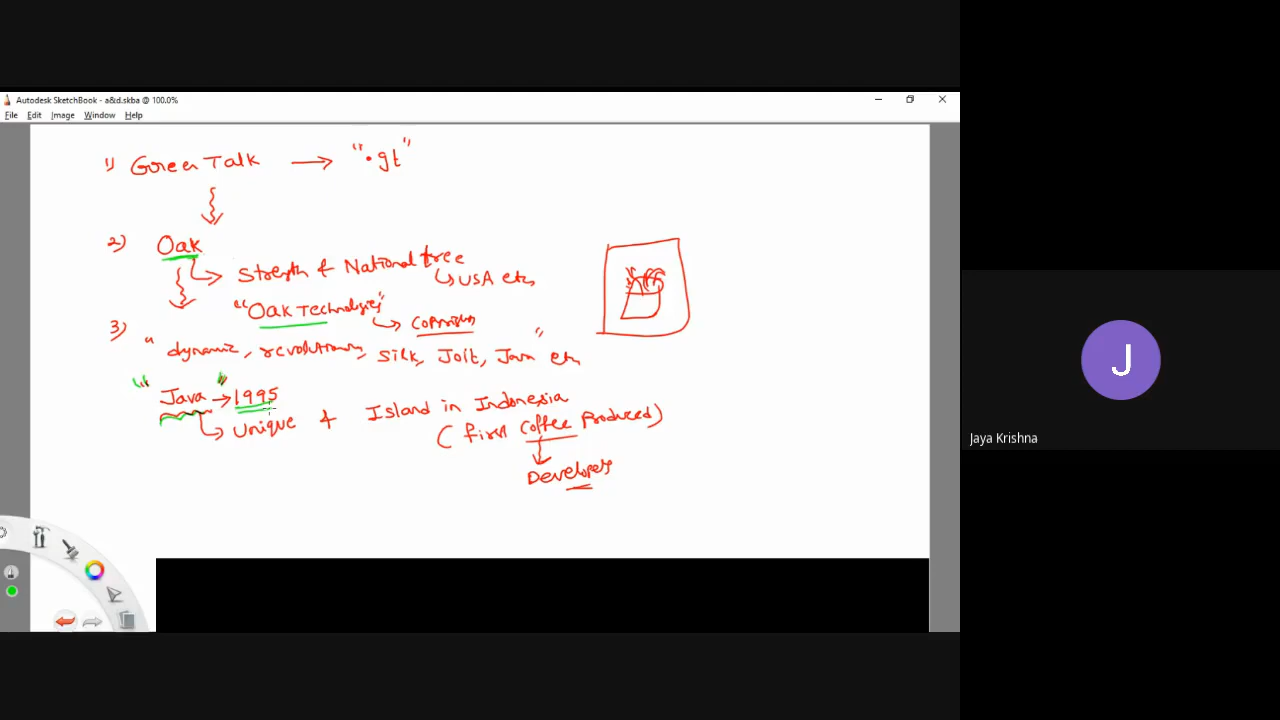 Autodesk SketchBook - a&d.skba @ 100.0%
File Edit Image Window Help
1) Green Talk → ".gt"
2) Oak
Strength & National tree
USA etc
"Oak Technologies"
3)
"dynamic, revolutionary, Silk, Jolt, Java" etc
"Java" → 1995
Unique & Island in Indonesia
(first coffee produced)
Developers
J
Jaya Krishna